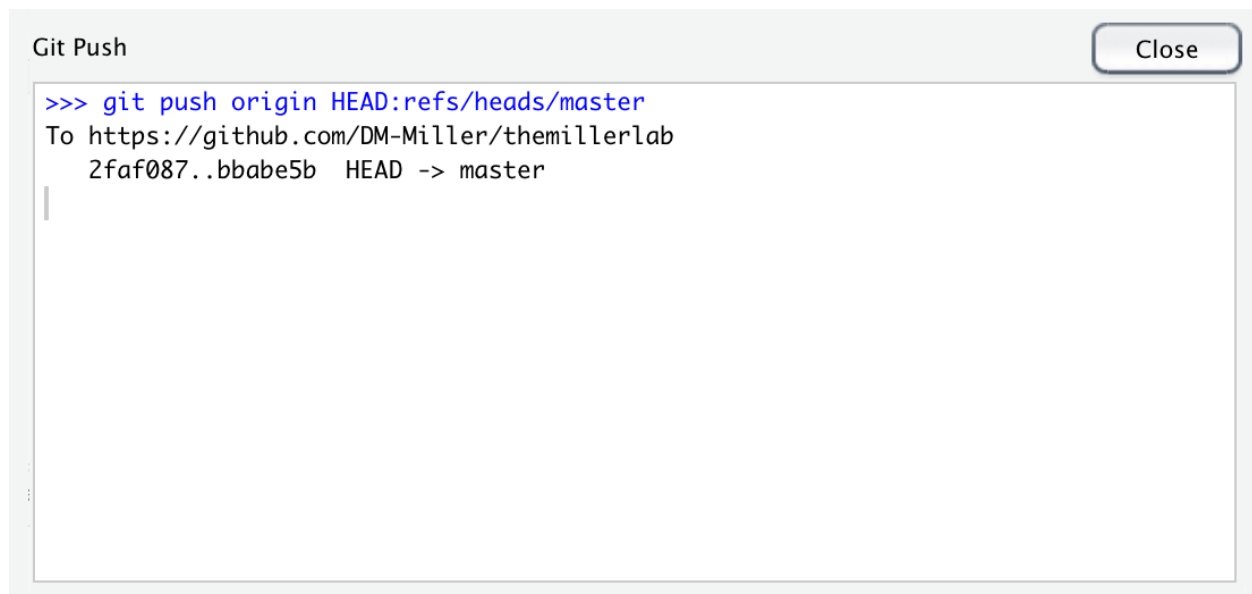 Git Push
Close
>>> git push origin HEAD:refs/heads/master
To https://github.com/DM-Miller/themillerlab
   2faf087..bbabe5b  HEAD -> master